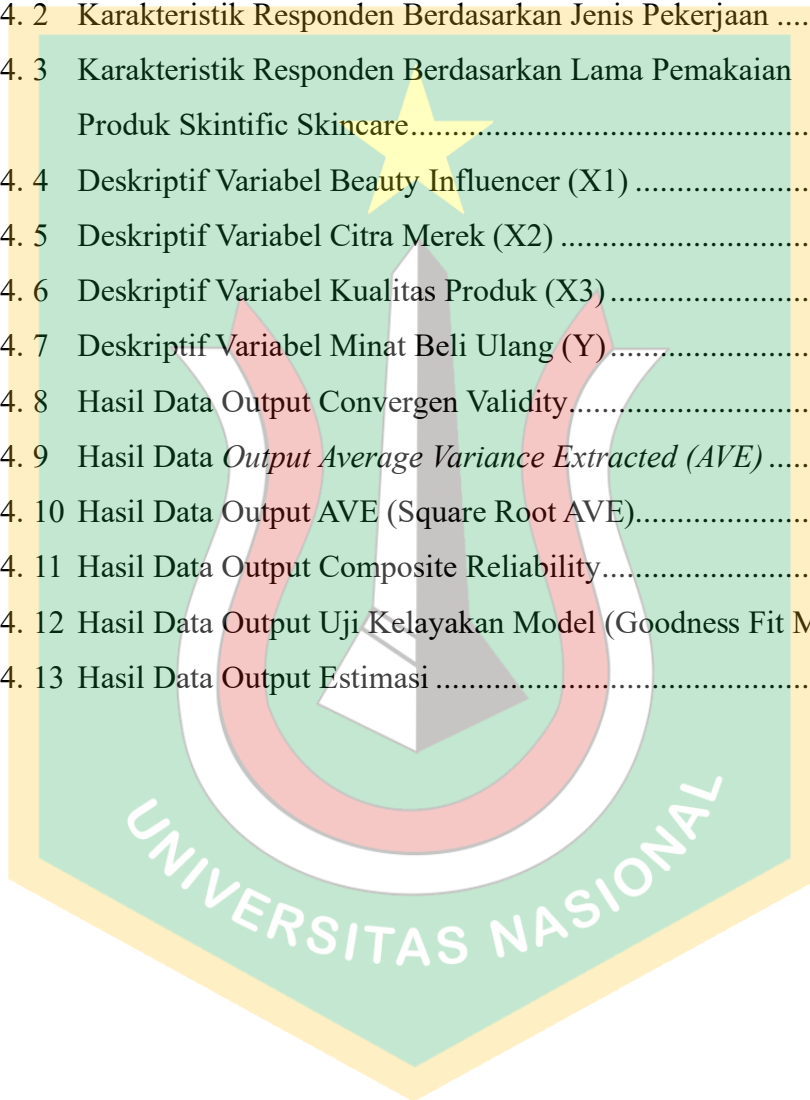 4. 2 Karakteristik Responden Berdasarkan Jenis Pekerjaan ....
4. 3 Karakteristik Responden Berdasarkan Lama Pemakaian
Produk Skintific Skincare.................................................
4. 4 Deskriptif Variabel Beauty Influencer (X1) .....................
4. 5 Deskriptif Variabel Citra Merek (X2) ..............................
4. 6 Deskriptif Variabel Kualitas Produk (X3).........................
4. 7 Deskriptif Variabel Minat Beli Ulang (Y).........................
4. 8 Hasil Data Output Convergen Validity..............................
4. 9 Hasil Data Output Average Variance Extracted (AVE) .....
4. 10 Hasil Data Output AVE (Square Root AVE).....................
4. 11 Hasil Data Output Composite Reliability.........................
4. 12 Hasil Data Output Uji Kelayakan Model (Goodness Fit M
4. 13 Hasil Data Output Estimasi .............................................
UNIVERSITAS NASIONAL